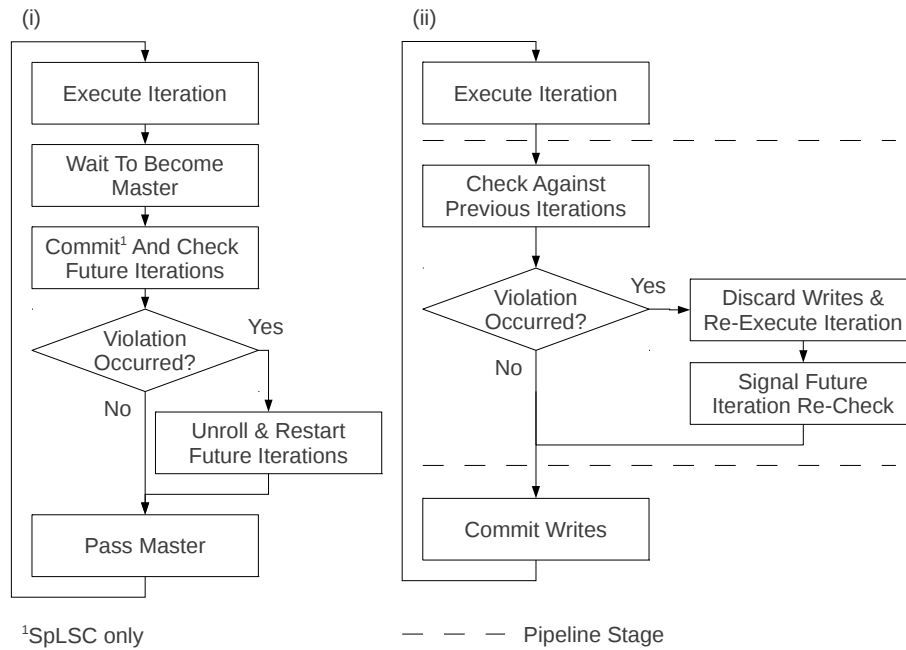 (i)
Execute Iteration
Wait To Become
Master
Commit¹ And Check
Future Iterations
Violation
Occurred?
Yes
No
Unroll & Restart
Future Iterations
Pass Master
¹SpLSC only
(ii)
Execute Iteration
Check Against
Previous Iterations
Violation
Occurred?
Yes
No
Discard Writes &
Re-Execute Iteration
Signal Future
Iteration Re-Check
Commit Writes
Pipeline Stage